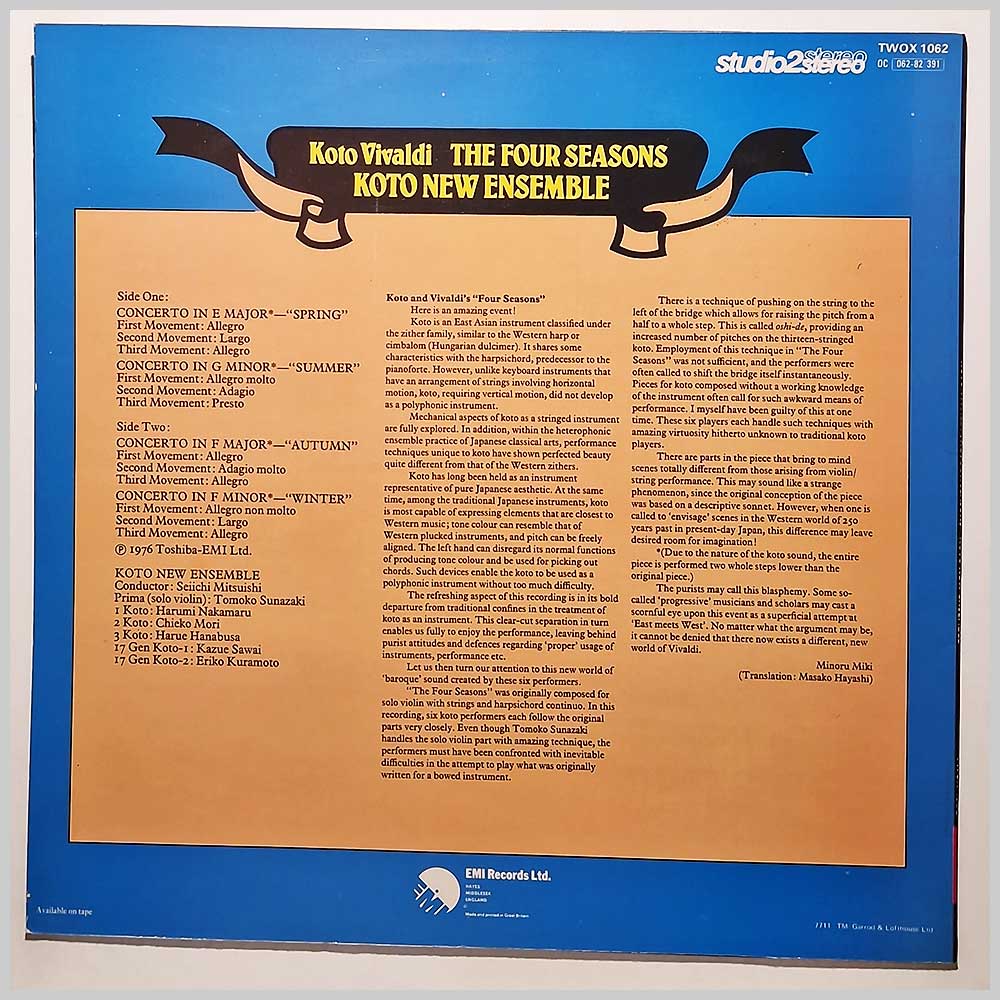 studio2stereo
stereo
TWOX 1062
OC 062-82 391
Koto Vivaldi THE FOUR SEASONS
KOTO NEW ENSEMBLE
Side One:
CONCERTO IN E MAJOR*—“SPRING”
First Movement: Allegro
Second Movement: Largo
Third Movement: Allegro
CONCERTO IN G MINOR*—“SUMMER”
First Movement: Allegro molto
Second Movement: Adagio
Third Movement: Presto
Side Two:
CONCERTO IN F MAJOR*—“AUTUMN”
First Movement: Allegro
Second Movement: Adagio molto
Third Movement: Allegro
CONCERTO IN F MINOR*—“WINTER”
First Movement: Allegro non molto
Second Movement: Largo
Third Movement: Allegro
℗ 1976 Toshiba-EMI Ltd.
KOTO NEW ENSEMBLE
Conductor: Seiichi Mitsuishi
Prima (solo violin): Tomoko Sunazaki
1 Koto: Harumi Nakamaru
2 Koto: Chieko Mori
3 Koto: Harue Hanabusa
17 Gen Koto-1: Kazue Sawai
17 Gen Koto-2: Eriko Kuramoto
Koto and Vivaldi's “Four Seasons”
Here is an amazing event!
Koto is an East Asian instrument classified under
the zither family, similar to the Western harp or
cimbalom (Hungarian dulcimer). It shares some
characteristics with the harpsichord, predecessor to the
pianoforte. However, unlike keyboard instruments that
have an arrangement of strings involving horizontal
motion, koto, requiring vertical motion, did not develop
as a polyphonic instrument.
Mechanical aspects of koto as a stringed instrument
are fully explored. In addition, within the heterophonic
ensemble practice of Japanese classical arts, performance
techniques unique to koto have shown perfected beauty
quite different from that of the Western zithers.
Koto has long been held as an instrument
representative of pure Japanese aesthetic. At the same
time, among the traditional Japanese instruments, koto
is most capable of expressing elements that are closest to
Western music; tone colour can resemble that of
Western plucked instruments, and pitch can be freely
aligned. The left hand can disregard its normal functions
of producing tone colour and be used for picking out
chords. Such devices enable the koto to be used as a
polyphonic instrument without too much difficulty.
The refreshing aspect of this recording is in its bold
departure from traditional confines in the treatment of
koto as an instrument. This clear-cut separation in turn
enables us fully to enjoy the performance, leaving behind
purist attitudes and defences regarding 'proper' usage of
instruments, performance etc.
Let us then turn our attention to this new world of
'baroque' sound created by these six performers.
“The Four Seasons” was originally composed for
solo violin with strings and harpsichord continuo. In this
recording, six koto performers each follow the original
parts very closely. Even though Tomoko Sunazaki
handles the solo violin part with amazing technique, the
performers must have been confronted with inevitable
difficulties in the attempt to play what was originally
written for a bowed instrument.
There is a technique of pushing on the string to the
left of the bridge which allows for raising the pitch from a
half to a whole step. This is called oshi-de, providing an
increased number of pitches on the thirteen-stringed
koto. Employment of this technique in “The Four
Seasons” was not sufficient, and the performers were
often called to shift the bridge itself instantaneously.
Pieces for koto composed without a working knowledge
of the instrument often call for such awkward means of
performance. I myself have been guilty of this at one
time. These six players each handle such techniques with
amazing virtuosity hitherto unknown to traditional koto
players.
There are parts in the piece that bring to mind
scenes totally different from those arising from violin/
string performance. This may sound like a strange
phenomenon, since the original conception of the piece
was based on a descriptive sonnet. However, when one is
called to 'envisage' scenes in the Western world of 250
years past in present-day Japan, this difference may leave
desired room for imagination!
*(Due to the nature of the koto sound, the entire
piece is performed two whole steps lower than the
original piece.)
The purists may call this blasphemy. Some so-
called 'progressive' musicians and scholars may cast a
scornful eye upon this event as a superficial attempt at
'East meets West'. No matter what the argument may be,
it cannot be denied that there now exists a different, new
world of Vivaldi.
Minoru Miki
(Translation: Masako Hayashi)
EMI
EMI Records Ltd.
HAYES
MIDDLESEX
ENGLAND
Made and printed in Great Britain
Available on tape
7711 TM Garrod & Lofthouse Ltd